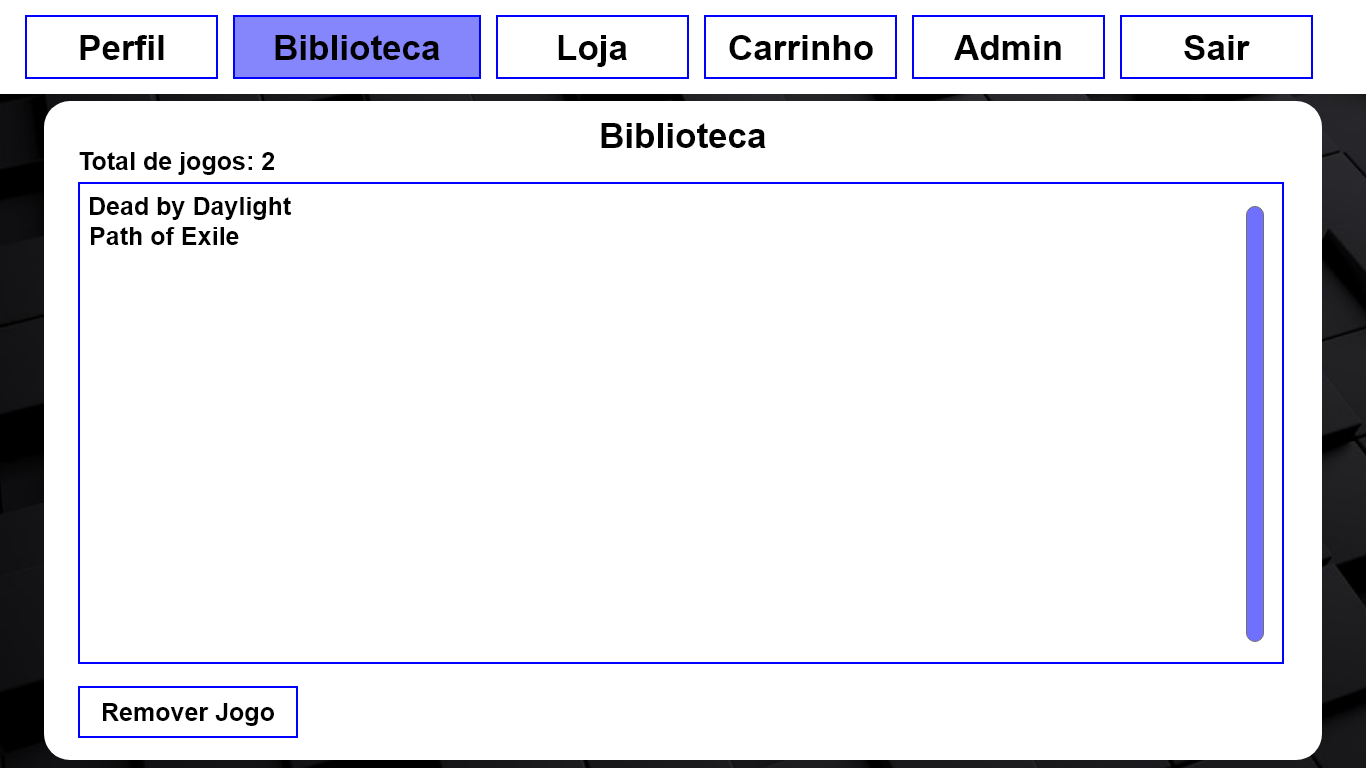 Perfil Biblioteca Loja Carrinho Admin Sair
Biblioteca
Total de jogos: 2
Dead by Daylight
Path of Exile
Remover Jogo